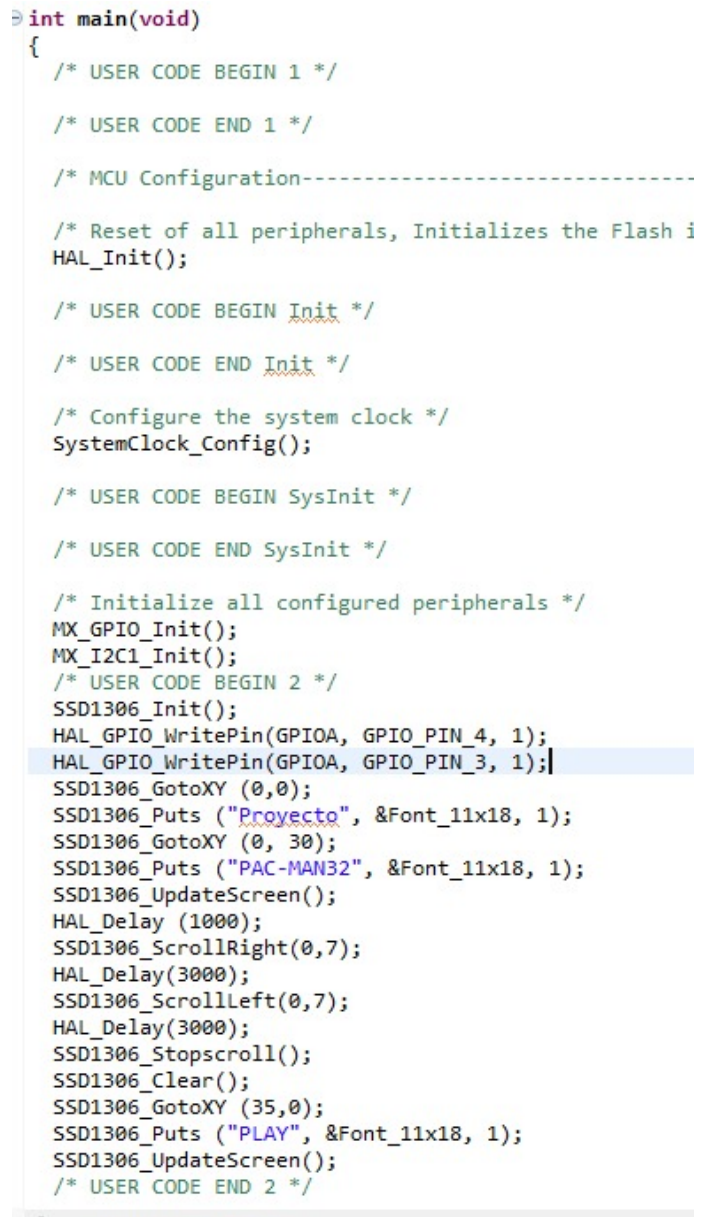 int main(void)
{
/* USER CODE BEGIN 1 */
/* USER CODE END 1 */
/* MCU Configuration--------------------------------
/* Reset of all peripherals, Initializes the Flash i
HAL_Init();
/* USER CODE BEGIN Init */
/* USER CODE END Init */
/* Configure the system clock */
SystemClock_Config();
/* USER CODE BEGIN SysInit */
/* USER CODE END SysInit */
/* Initialize all configured peripherals */
MX_GPIO_Init();
MX_I2C1_Init();
/* USER CODE BEGIN 2 */
SSD1306_Init();
HAL_GPIO_WritePin(GPIOA, GPIO_PIN_4, 1);
HAL_GPIO_WritePin(GPIOA, GPIO_PIN_3, 1);
SSD1306_GotoXY (0,0);
SSD1306_Puts ("Proyecto", &Font_11x18, 1);
SSD1306_GotoXY (0, 30);
SSD1306_Puts ("PAC-MAN32", &Font_11x18, 1);
SSD1306_UpdateScreen();
HAL_Delay (1000);
SSD1306_ScrollRight(0,7);
HAL_Delay(3000);
SSD1306_ScrollLeft(0,7);
HAL_Delay(3000);
SSD1306_Stopscroll();
SSD1306_Clear();
SSD1306_GotoXY (35,0);
SSD1306_Puts ("PLAY", &Font_11x18, 1);
SSD1306_UpdateScreen();
/* USER CODE END 2 */